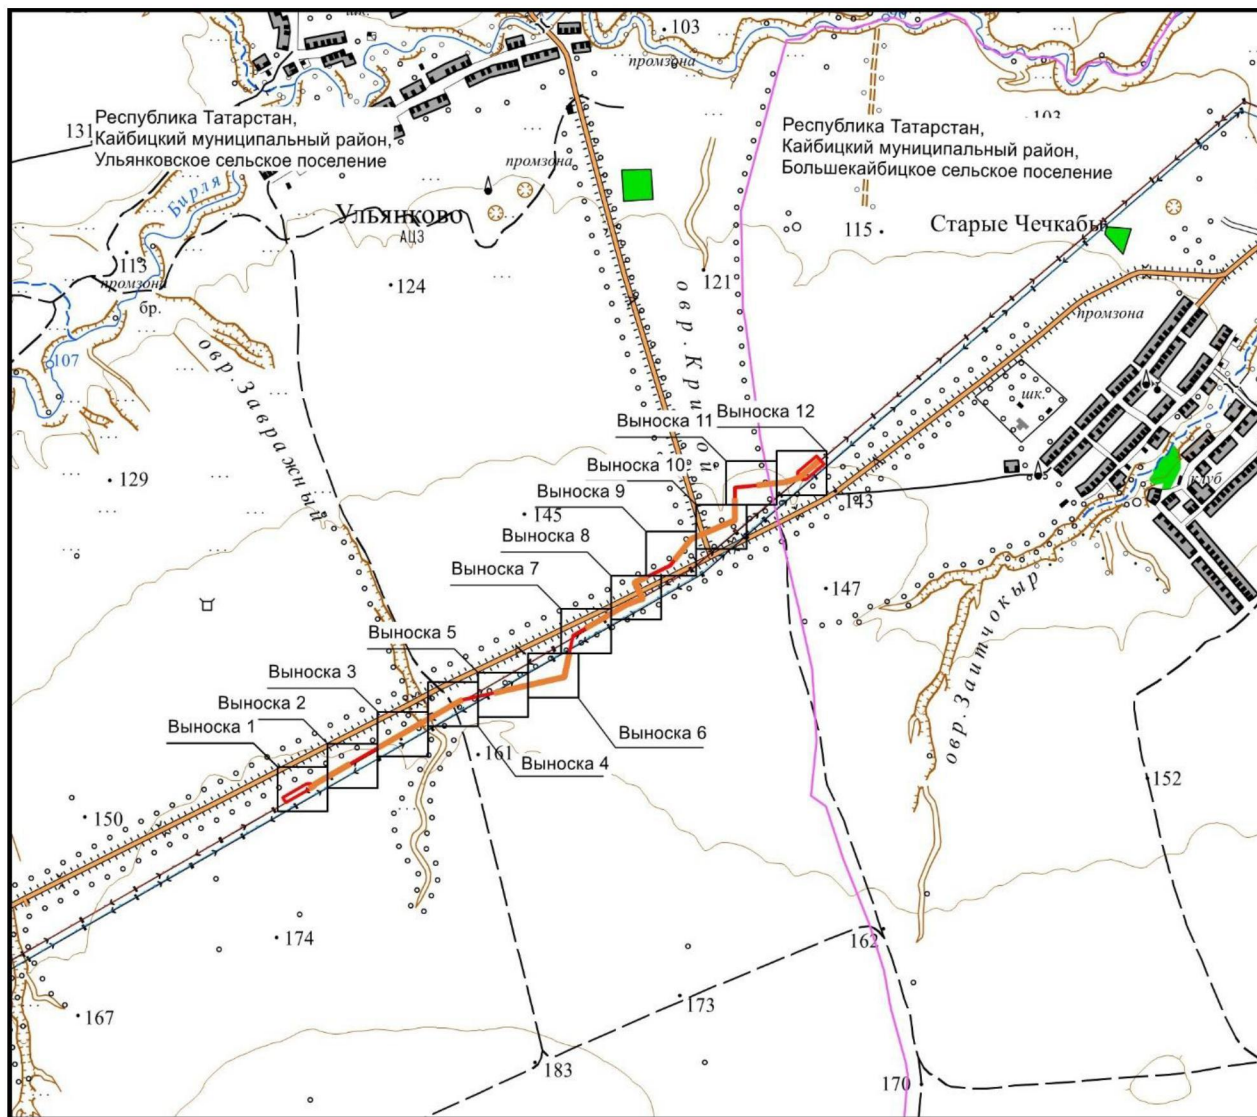 шк.
103
промзона
131
Республика Татарстан,
Кайбицкий муниципальный район,
Ульянковское сельское поселение
Республика Татарстан,
Кайбицкий муниципальный район,
Большекайбицкое сельское поселение
103
промзона
Бирля
Ульянково
АЦЗ
115
Старые Чечкабы
113
промзона
бр.
124
121
107
промзона
овр. Завражный
овр. Кривой
шк.
Выноска 12
Выноска 11
Выноска 10
129
Выноска 9
145
143
клуб
Выноска 8
Выноска 7
147
овр. Заитчокыр
Выноска 5
Выноска 3
Выноска 2
Выноска 1
Выноска 6
161
Выноска 4
152
150
174
162
167
173
183
170